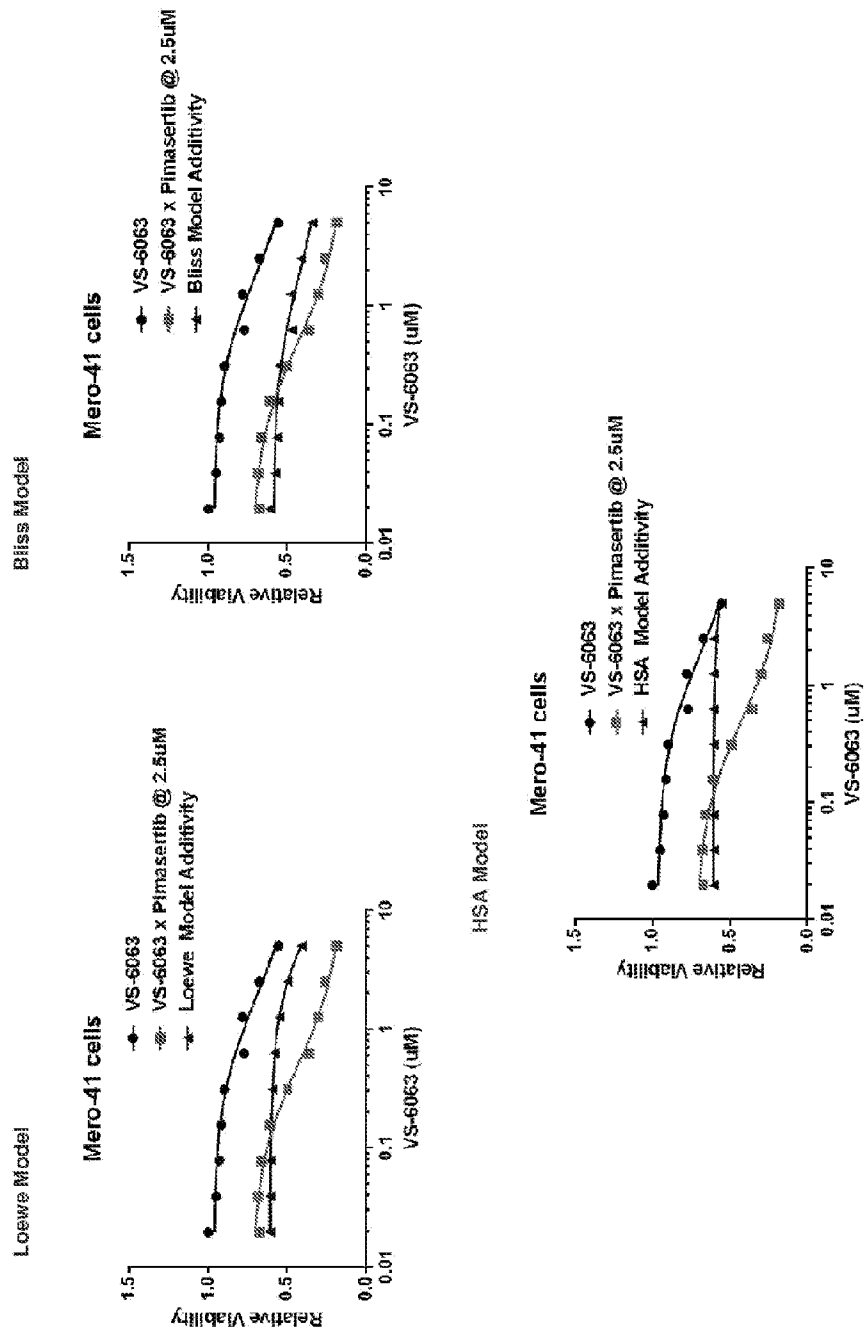 Loewe Model
Mero-41 cells
VS-6063
VS-6063 x Pimasertib @ 2.5uM
Loewe Model Additivity
Relative Viability
1.5
1.0
0.5
0.0
0.01
0.1
1
10
VS-6063 (uM)
Bliss Model
Mero-41 cells
VS-6063
VS-6063 x Pimasertib @ 2.5uM
Bliss Model Additivity
Relative Viability
1.5
1.0
0.5
0.0
0.01
0.1
1
10
VS-6063 (uM)
HSA Model
Mero-41 cells
VS-6063
VS-6063 x Pimasertib @ 2.5uM
HSA Model Additivity
Relative Viability
1.5
1.0
0.5
0.0
0.01
0.1
1
10
VS-6063 (uM)